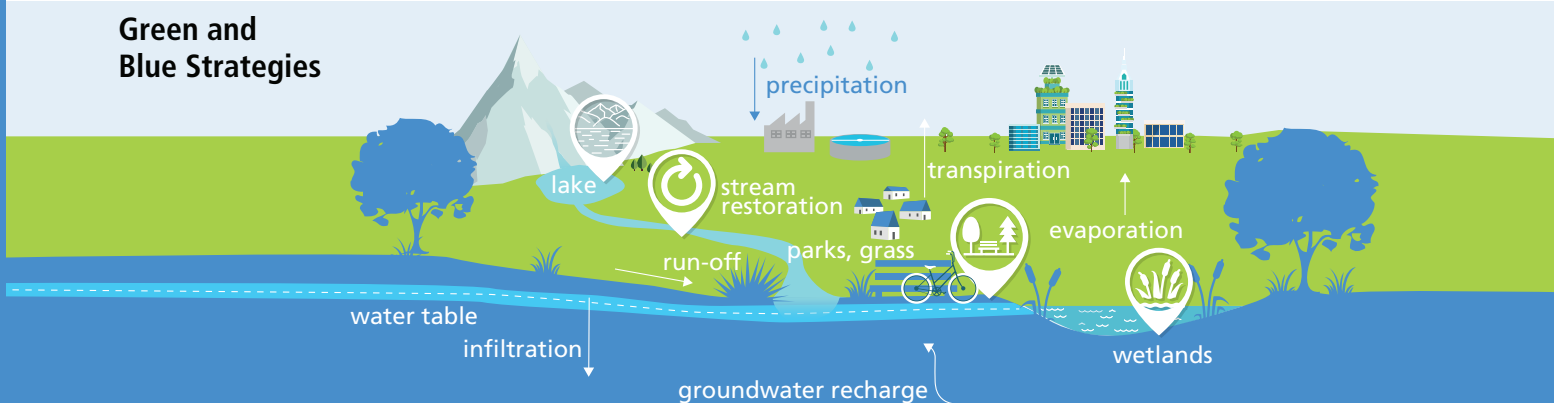 Green and
Blue Strategies
precipitation
transpiration
lake
stream
restoration
evaporation
parks, grass
run-off
water table
infiltration
wetlands
groundwater recharge